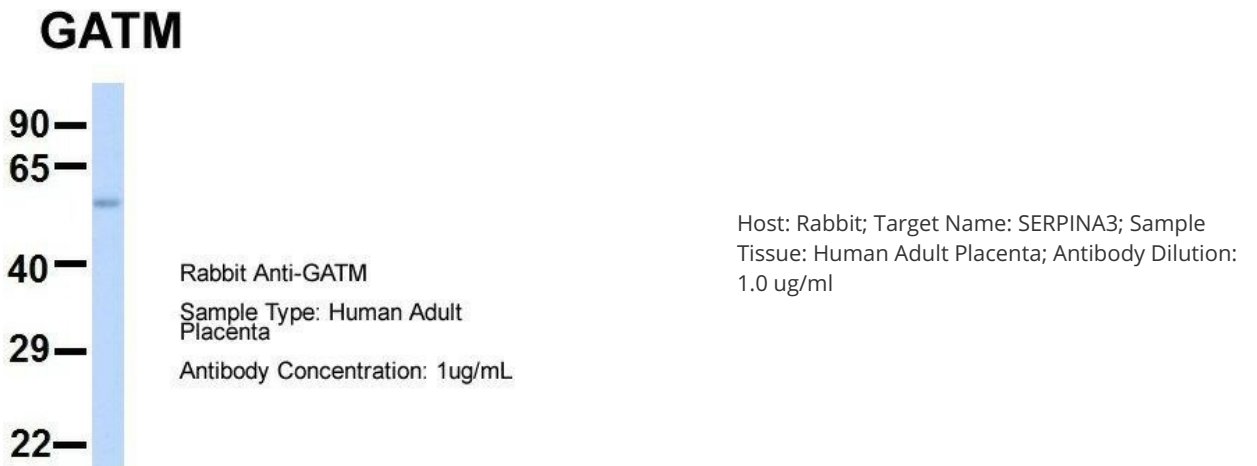 GATM
90
65
40
29
22
Rabbit Anti-GATM
Sample Type: Human Adult
Placenta
Antibody Concentration: 1ug/mL
Host: Rabbit; Target Name: SERPINA3; Sample
Tissue: Human Adult Placenta; Antibody Dilution:
1.0 ug/ml